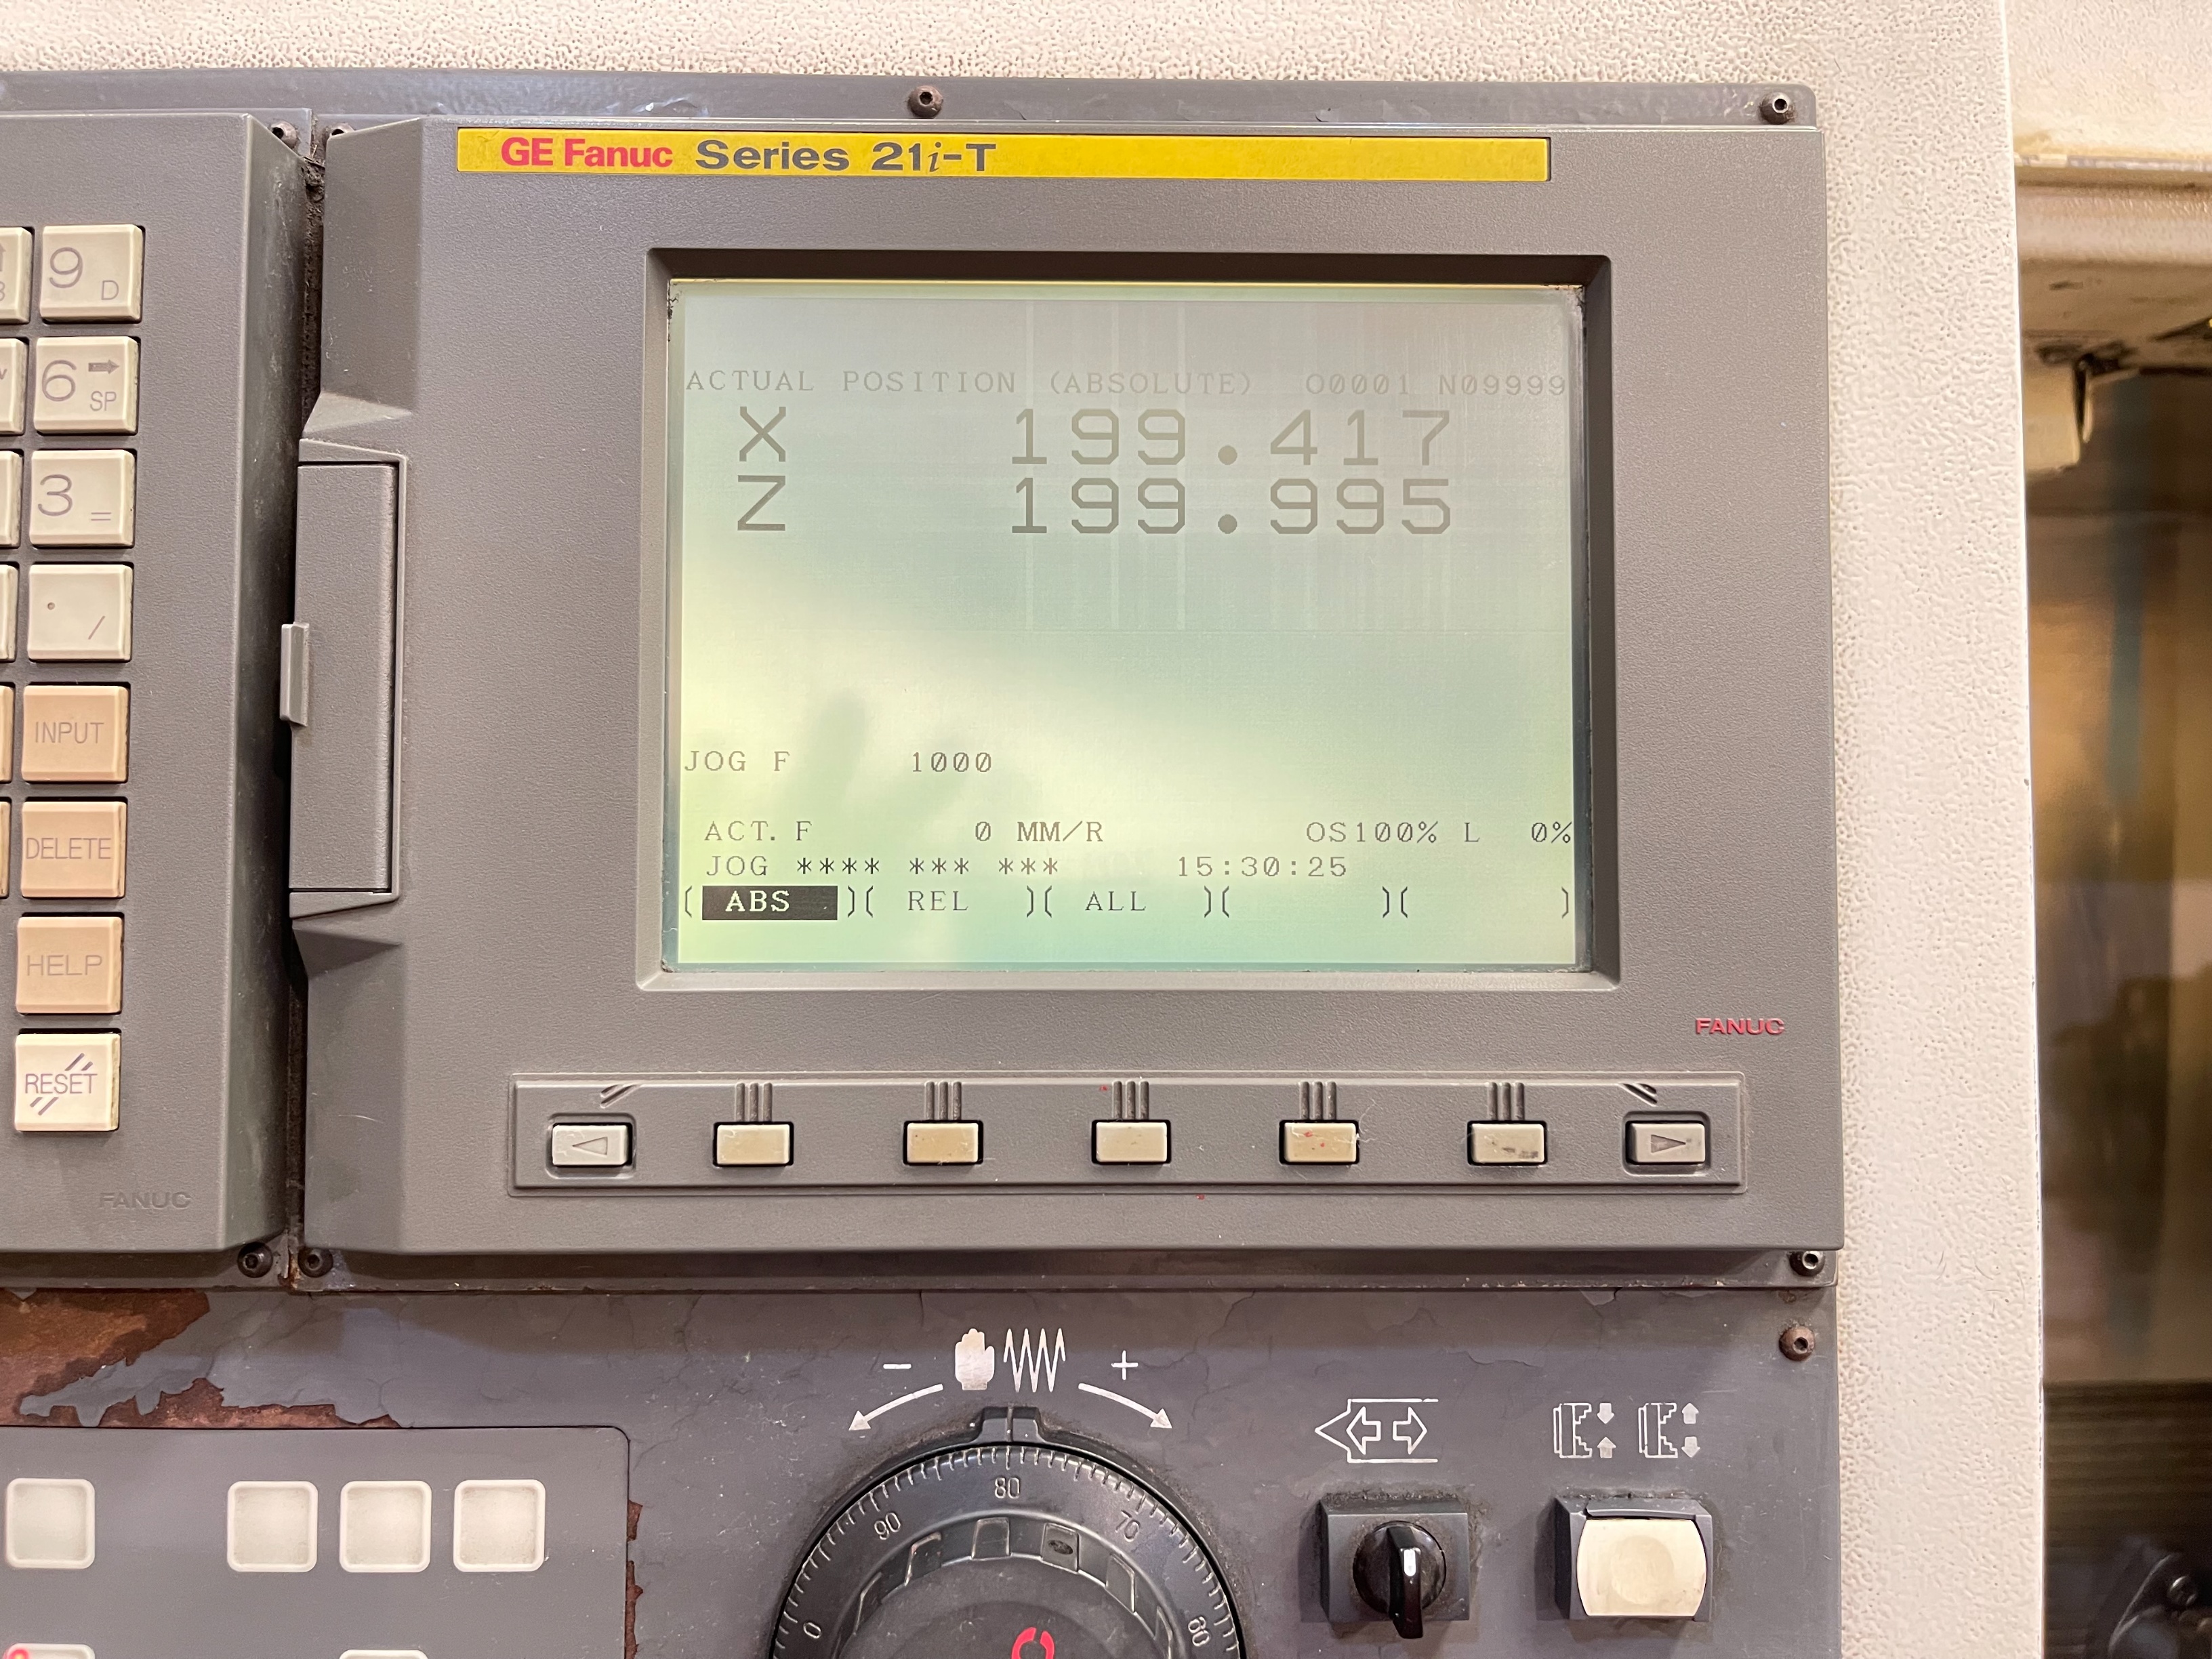 GE Fanuc Series 21i-T
9 D
6 SP
3 =
. /
INPUT
DELETE
HELP
RESET
FANUC
ACTUAL POSITION (ABSOLUTE) O0001 N09999
X 199.417
Z 199.995
JOG F 1000
ACT. F 0 MM/R OS100% L 0%
JOG **** *** *** 15:30:25
( ABS )( REL )( ALL )( )( )
FANUC
- +
0 90 80 70 60